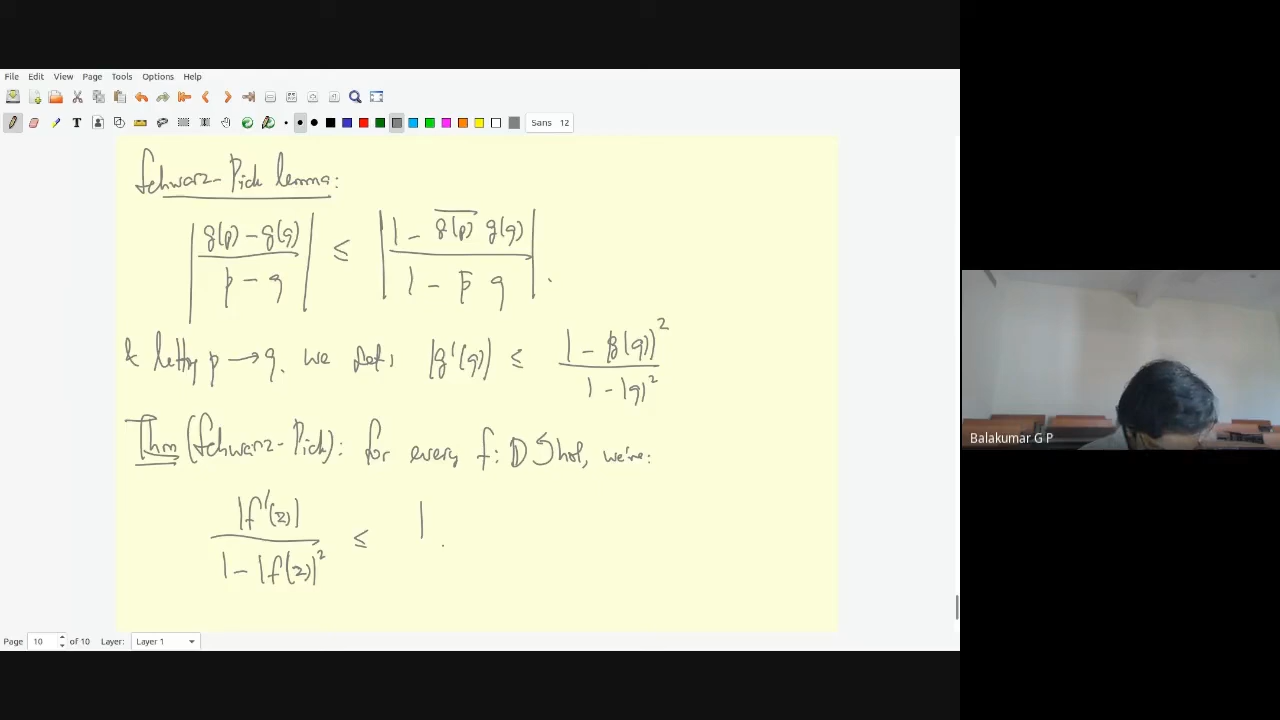 File Edit View Page Tools Options Help
Sans 12
Schwarz-Pick lemma:
| g(p) - g(q) / p - q | ≤ | 1 - \overline{g(p)} g(q) / 1 - \overline{p} q | .
& letting p → q, we get: |g'(q)| ≤ 1 - |g(q)|² / 1 - |q|²
Thm (Schwarz-Pick): for every f: D ↺ hol, we've:
|f'(z)| / 1 - |f(z)|² ≤ 1
Balakumar G P
Page 10 of 10 Layer: Layer 1